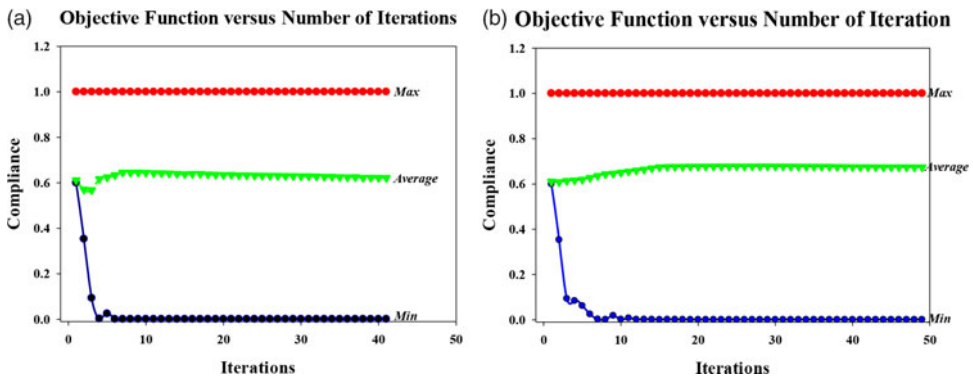 (a) Objective Function versus Number of Iterations
1.2
1.0
0.8
0.6
0.4
0.2
0.0
Compliance
Max
Average
Min
0 10 20 30 40 50
Iterations
(b) Objective Function versus Number of Iteration
1.2
1.0
0.8
0.6
0.4
0.2
0.0
Compliance
Max
Average
Min
0 10 20 30 40 50
Iterations